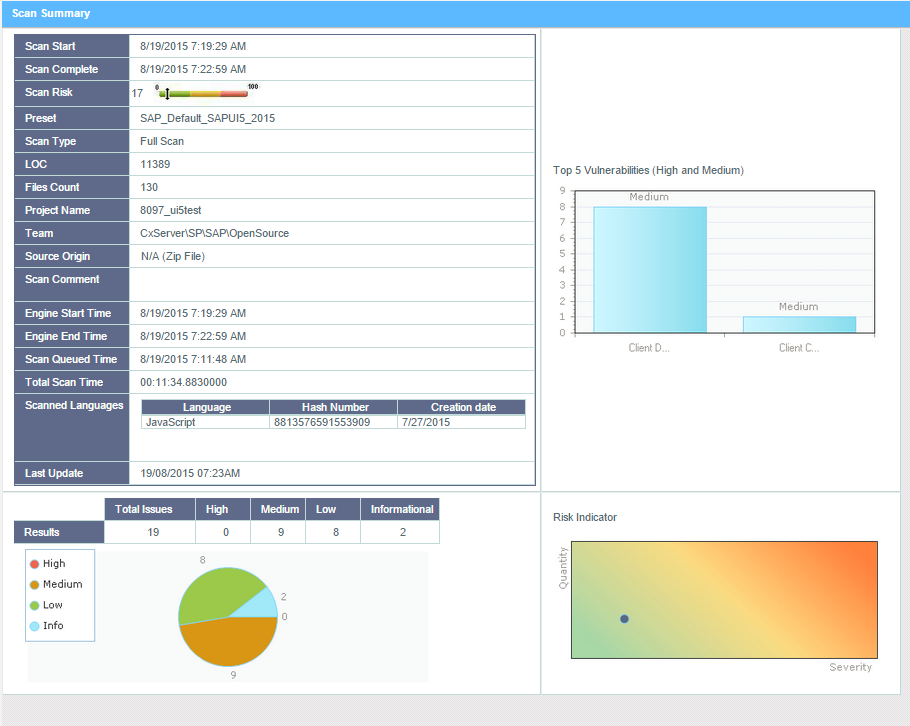 Scan Summary
Scan Start 8/19/2015 7:19:29 AM
Scan Complete 8/19/2015 7:22:59 AM
Scan Risk 17 0 100
Preset SAP_Default_SAPUI5_2015
Scan Type Full Scan
LOC 11389
Files Count 130
Project Name 8097_ui5test
Team CxServer\SP\SAP\OpenSource
Source Origin N/A (Zip File)
Scan Comment
Engine Start Time 8/19/2015 7:19:29 AM
Engine End Time 8/19/2015 7:22:59 AM
Scan Queued Time 8/19/2015 7:11:48 AM
Total Scan Time 00:11:34.8830000
Scanned Languages Language Hash Number Creation date
JavaScript 8813576591553909 7/27/2015
Last Update 19/08/2015 07:23AM
Top 5 Vulnerabilities (High and Medium)
9
8
7
6
5
4
3
2
1
0
Medium
Medium
Client D... Client C...
Total Issues High Medium Low Informational
Results 19 0 9 8 2
High
Medium
Low
Info
8
2
0
9
Risk Indicator
Quantity
Severity